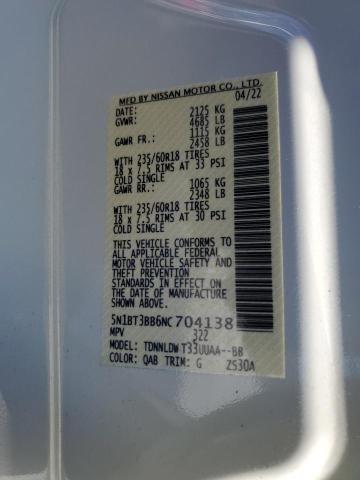 MFD BY NISSAN MOTOR CO., LTD.
DATE: 04/22
GVWR: 2125 KG
4685 LB
GAWR FR.: 1115 KG
2458 LB
WITH 235/60R18 TIRES
18 x 7.5 RIMS AT 33 PSI
COLD SINGLE
GAWR RR.: 1065 KG
2348 LB
WITH 235/60R18 TIRES
18 x 7.5 RIMS AT 30 PSI
COLD SINGLE
THIS VEHICLE CONFORMS TO
ALL APPLICABLE FEDERAL
MOTOR VEHICLE SAFETY AND
THEFT PREVENTION
STANDARDS IN EFFECT ON
THE DATE OF MANUFACTURE
SHOWN ABOVE.
5N1BT3BB6NC704138
MPV 322
MODEL: TDNNLDW T33UUAA--BB
COLOR: QAB TRIM: G ZS30A